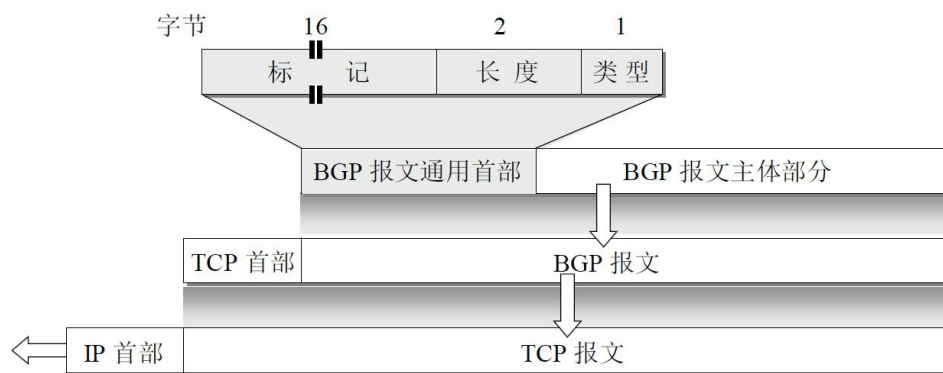 字节 16 2 1
标 记 长 度 类 型
BGP 报文通用首部 BGP 报文主体部分
TCP 首部 BGP 报文
IP 首部 TCP 报文